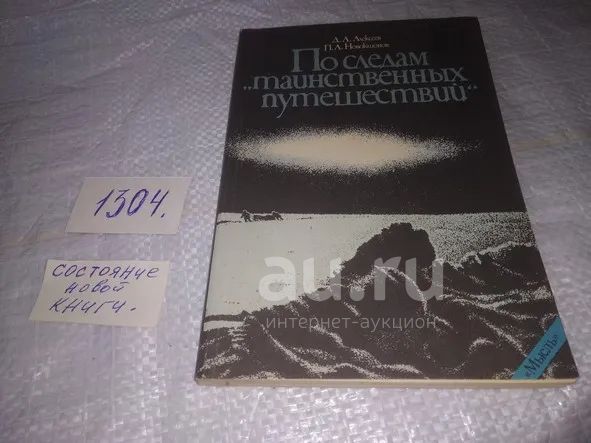 Д. А. Алексеев
П. А. Новокшонов
По следам
„таинственных
путешествий“
1304.
состояние
новой
книги.
au.ru
интернет-аукцион
«Мысль»